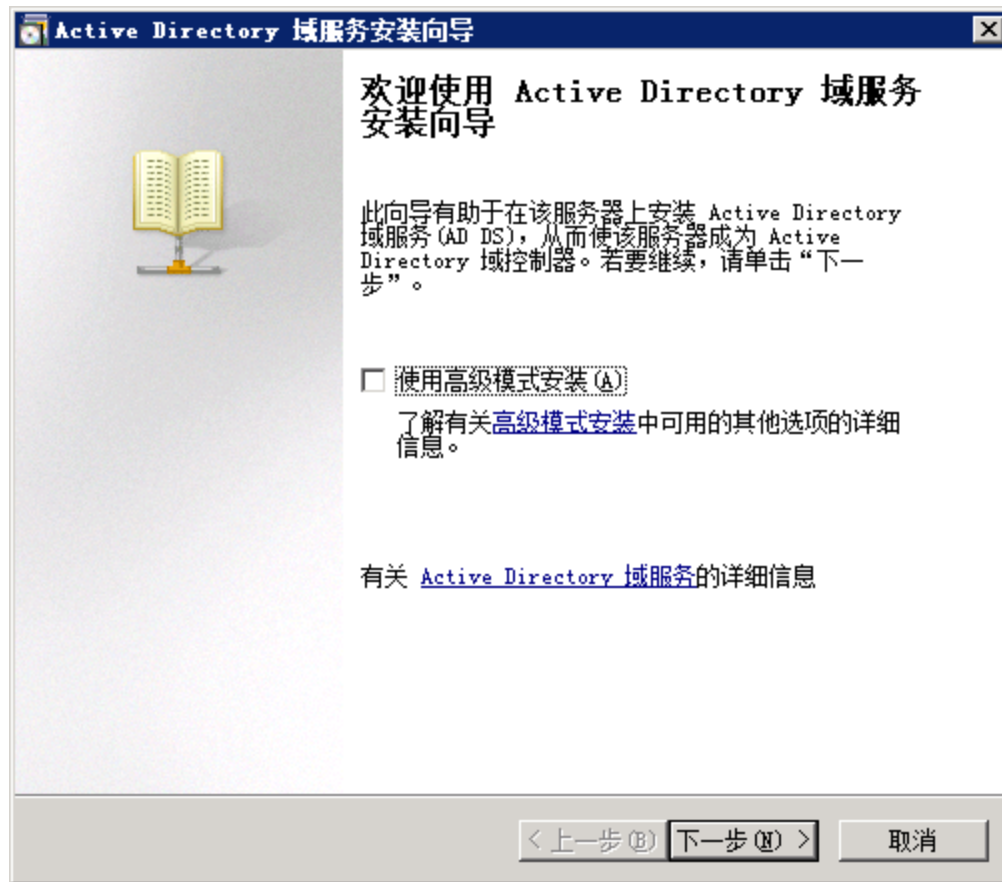 Active Directory 域服务安装向导
欢迎使用 Active Directory 域服务
安装向导
此向导有助于在该服务器上安装 Active Directory
域服务(AD DS)，从而使该服务器成为 Active
Directory 域控制器。若要继续，请单击“下一
步”。
使用高级模式安装(A)
了解有关高级模式安装中可用的其他选项的详细
信息。
有关 Active Directory 域服务的详细信息
< 上一步(B) 下一步(N) > 取消